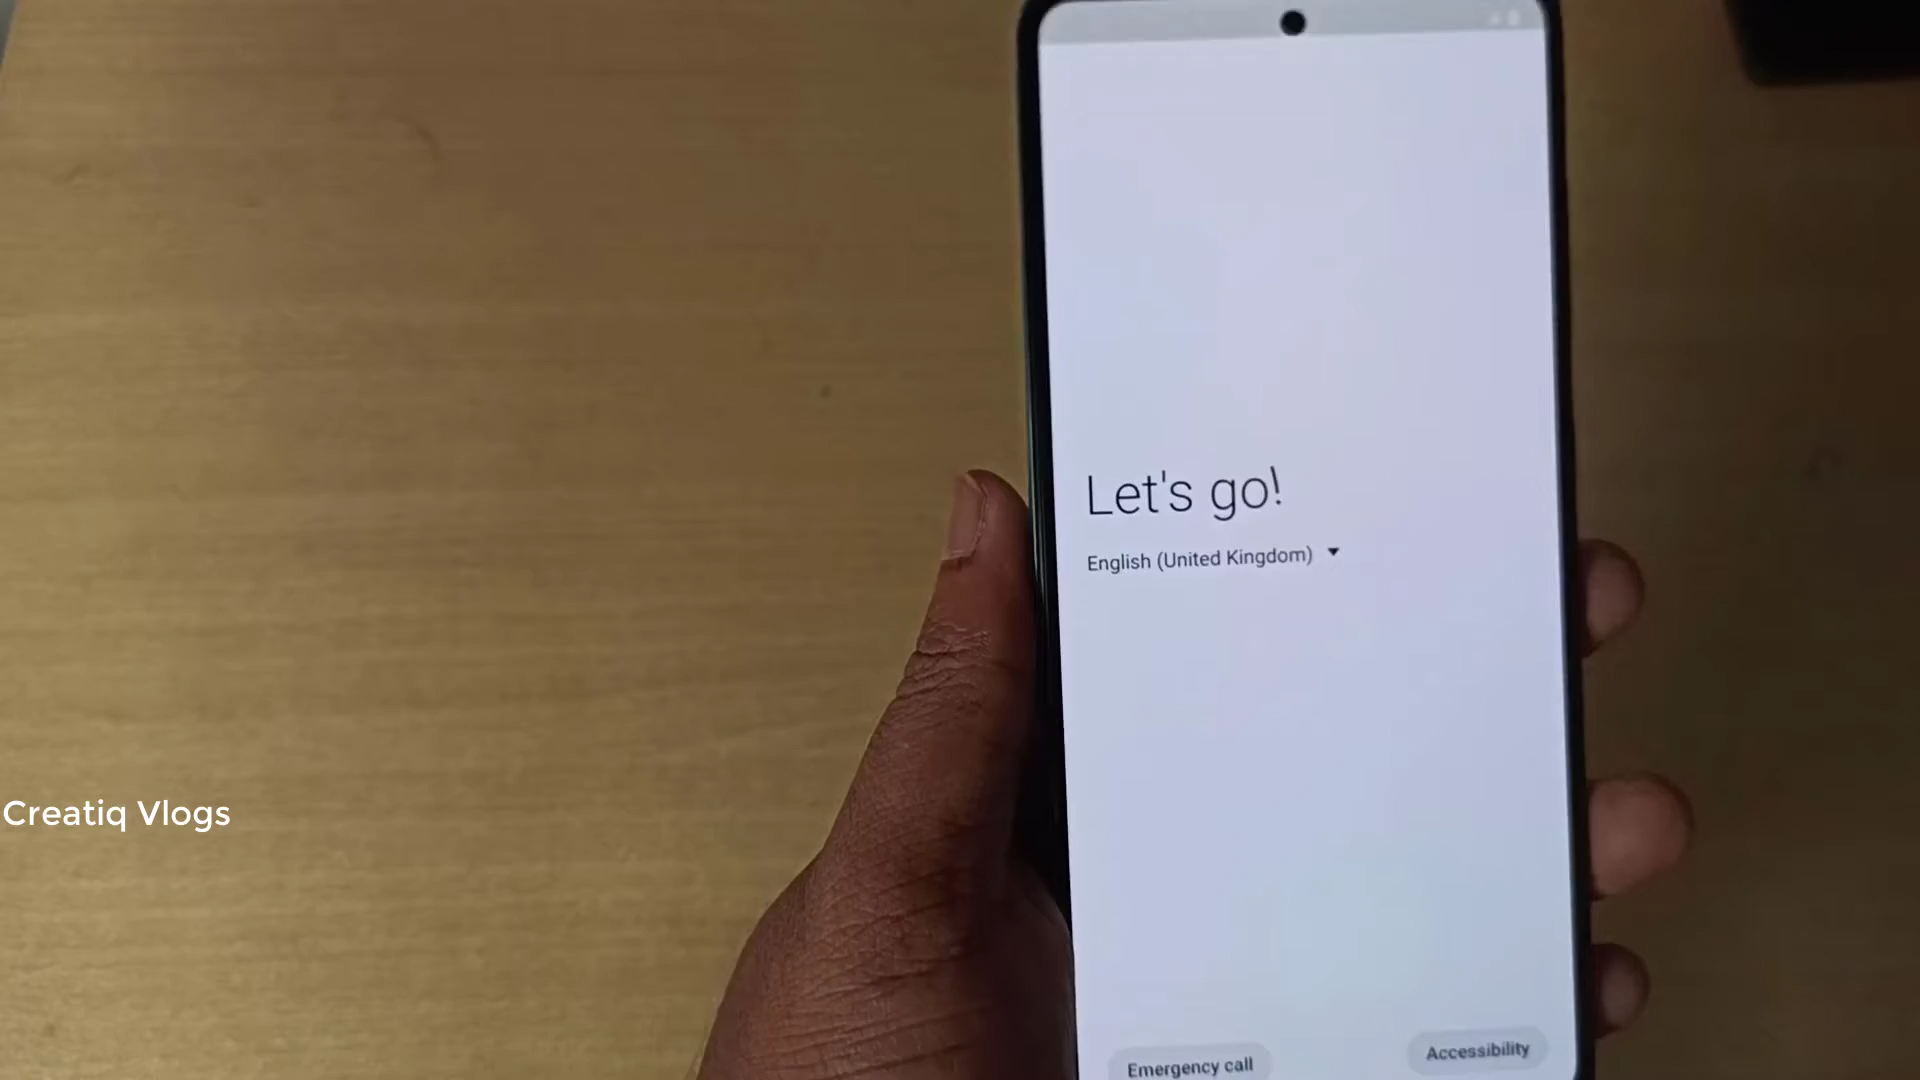 Let's go!
English (United Kingdom)
Creatiq Vlogs
Emergency call
Accessibility